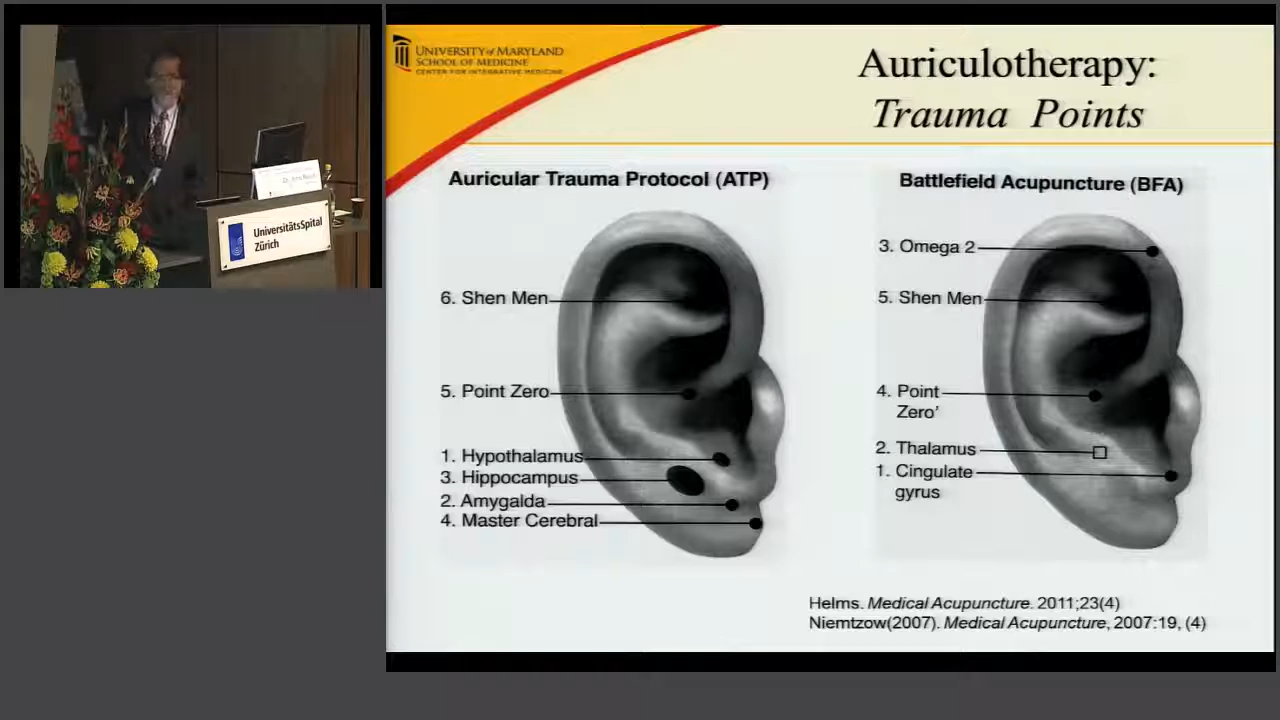 UNIVERSITY of MARYLAND
SCHOOL OF MEDICINE
CENTER FOR INTEGRATIVE MEDICINE
Auriculotherapy:
Trauma Points
Auricular Trauma Protocol (ATP)
6. Shen Men
5. Point Zero
1. Hypothalamus
3. Hippocampus
2. Amygdala
4. Master Cerebral
Battlefield Acupuncture (BFA)
3. Omega 2
5. Shen Men
4. Point
Zero’
2. Thalamus
1. Cingulate
gyrus
Helms. Medical Acupuncture. 2011;23(4)
Niemtzow(2007). Medical Acupuncture, 2007:19, (4)
UniversitätsSpital
Zürich